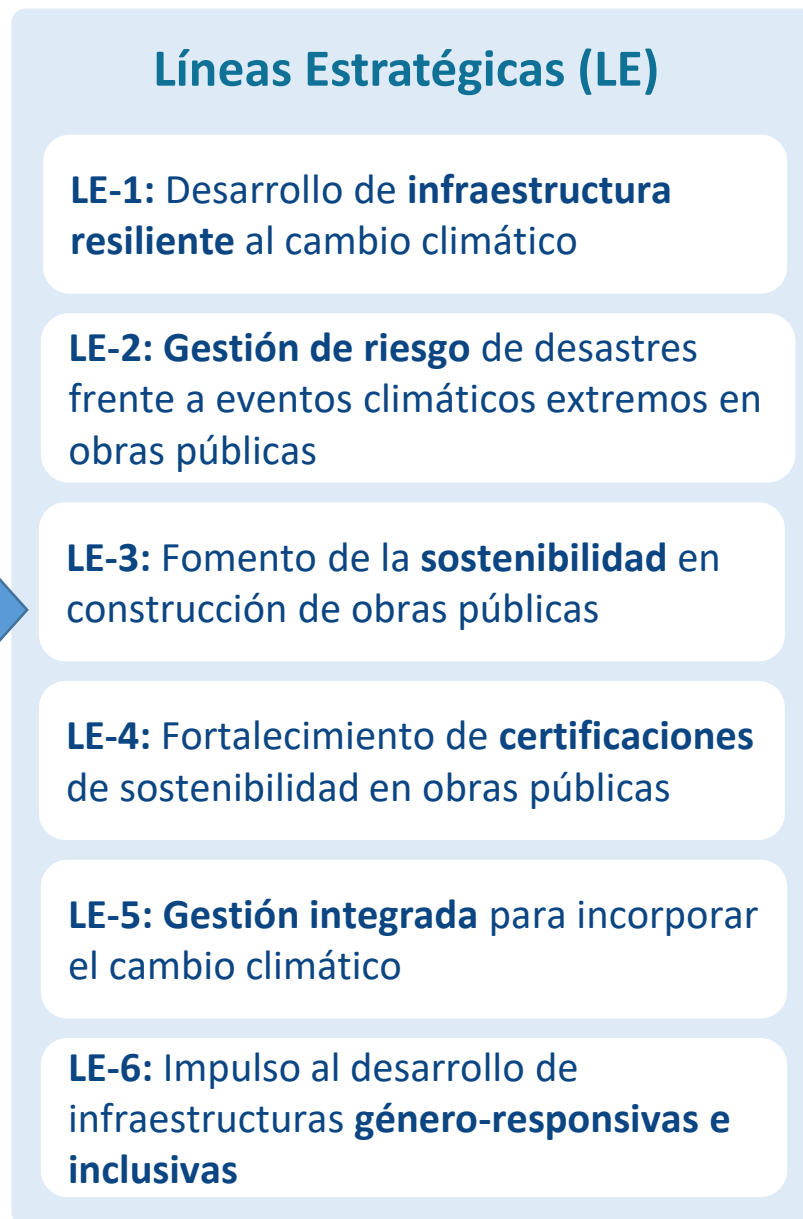 Líneas Estratégicas (LE)
LE-1: Desarrollo de infraestructura
resiliente al cambio climático
LE-2: Gestión de riesgo de desastres
frente a eventos climáticos extremos en
obras públicas
LE-3: Fomento de la sostenibilidad en
construcción de obras públicas
LE-4: Fortalecimiento de certificaciones
de sostenibilidad en obras públicas
LE-5: Gestión integrada para incorporar
el cambio climático
LE-6: Impulso al desarrollo de
infraestructuras género-responsivas e
inclusivas